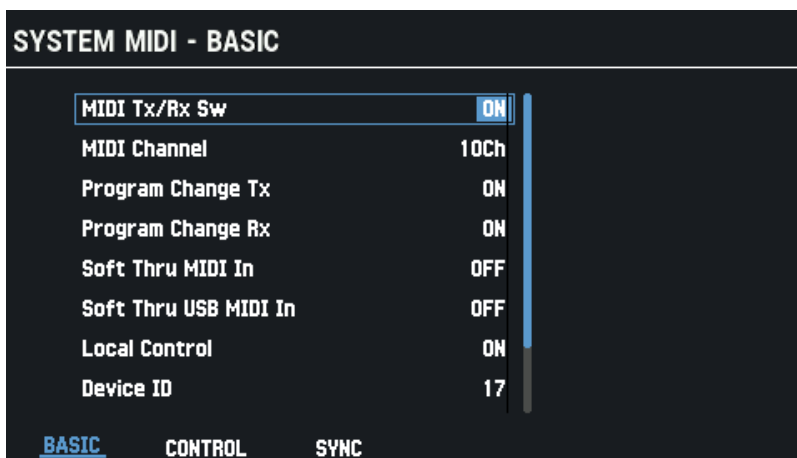 SYSTEM MIDI - BASIC
MIDI Tx/Rx Sw ON
MIDI Channel 10Ch
Program Change Tx ON
Program Change Rx ON
Soft Thru MIDI In OFF
Soft Thru USB MIDI In OFF
Local Control ON
Device ID 17
BASIC CONTROL SYNC